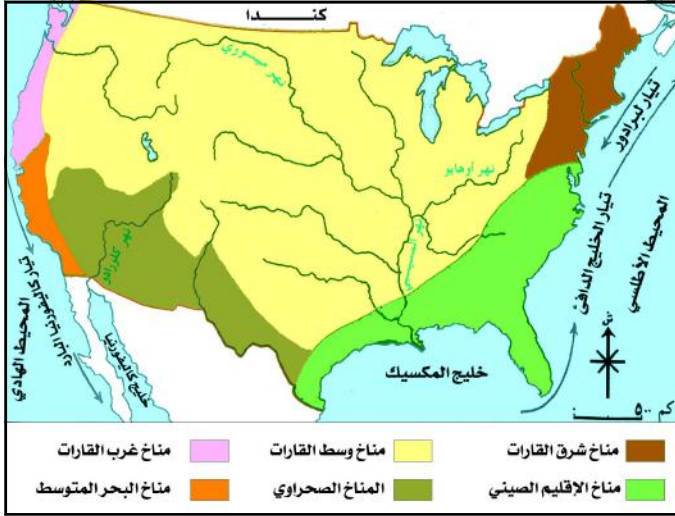 كندا
نهر ميسوري
تيار لبرادور
نهر أوهايو
المحيط الأطلسي
تيار الخليج الدافئ
نهر كلورادو
المحيط الهادي
تيار كاليفورنيا البارد
خليج كاليفورنيا
خليج المكسيك
كم ٥٠٠
مناخ شرق القارات
مناخ وسط القارات
مناخ غرب القارات
مناخ الإقليم الصيني
المناخ الصحراوي
مناخ البحر المتوسط